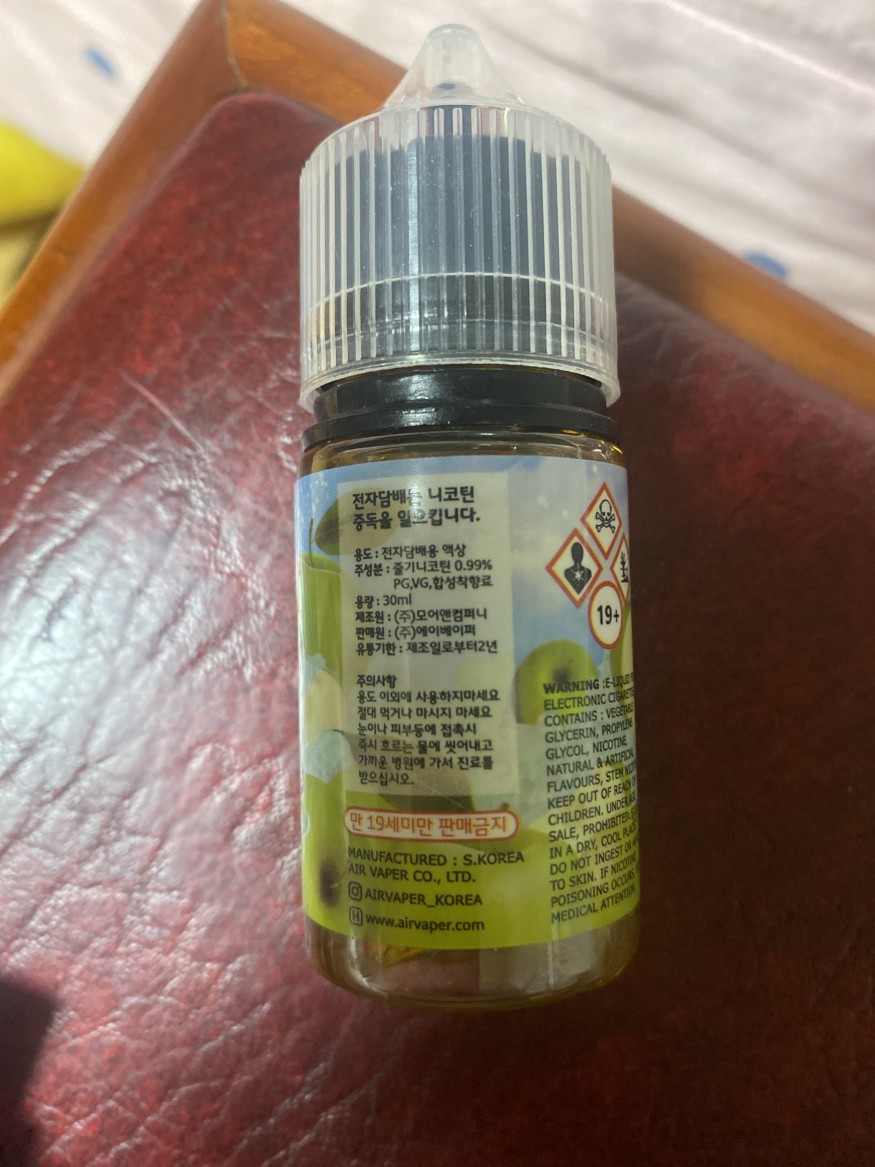 전자담배는 니코틴
중독을 일으킵니다.
용도 : 전자담배용 액상
주성분 : 줄기니코틴 0.99%
PG,VG,합성착향료
용량 : 30ml
제조원 : (주)모어앤컴퍼니
판매원 : (주)에이베이퍼
유통기한 : 제조일로부터2년
주의사항
용도 이외에 사용하지마세요
절대 먹거나 마시지 마세요
눈이나 피부등에 접촉시
즉시 흐르는 물에 씻어내고
가까운 병원에 가서 진료를
받으십시오.
만 19세미만 판매금지
MANUFACTURED : S.KOREA
AIR VAPER CO., LTD.
AIRVAPER_KOREA
www.airvaper.com
19+
WARNING :E-LIQUID
ELECTRONIC
CONTAINS : VEGETABLE
GLYCERIN, PROPYLENE
GLYCOL, NICOTINE,
NATURAL & ARTIFICIAL
FLAVOURS, STEM
KEEP OUT OF REACH
CHILDREN. UNDER
SALE, PROHIBITED.
IN A DRY, COOL PLACE.
DO NOT INGEST OR
TO SKIN. IF NICOTINE
POISONING OCCURS,
MEDICAL ATTENTION.